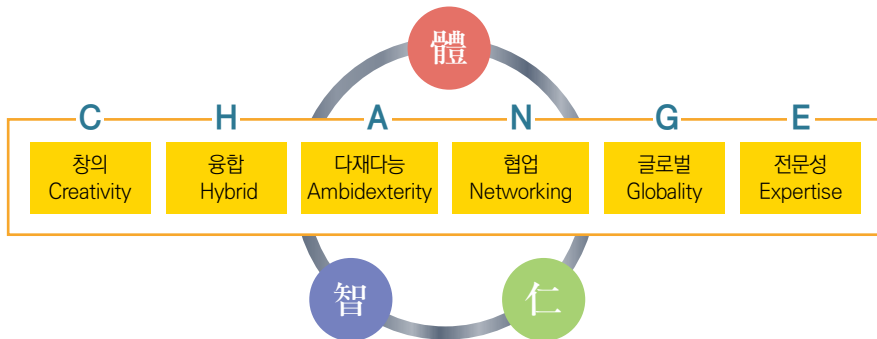 體
C H A N G E
창의 융합 다재다능 협업 글로벌 전문성
Creativity Hybrid Ambidexterity Networking Globality Expertise
智 仁